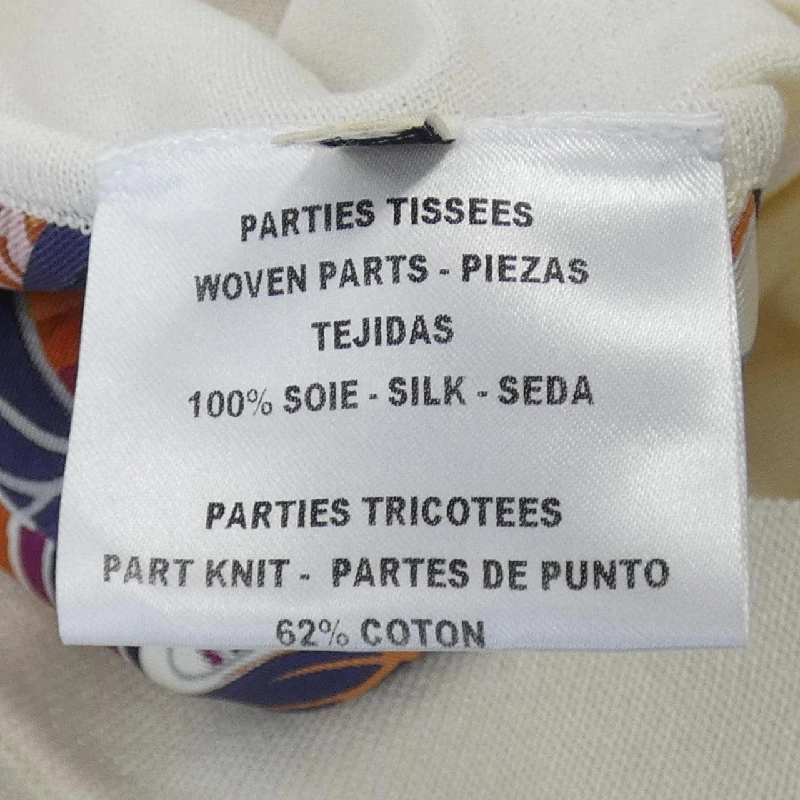 PARTIES TISSEES
WOVEN PARTS - PIEZAS
TEJIDAS
100% SOIE - SILK - SEDA
PARTIES TRICOTEES
PART KNIT - PARTES DE PUNTO
62% COTON